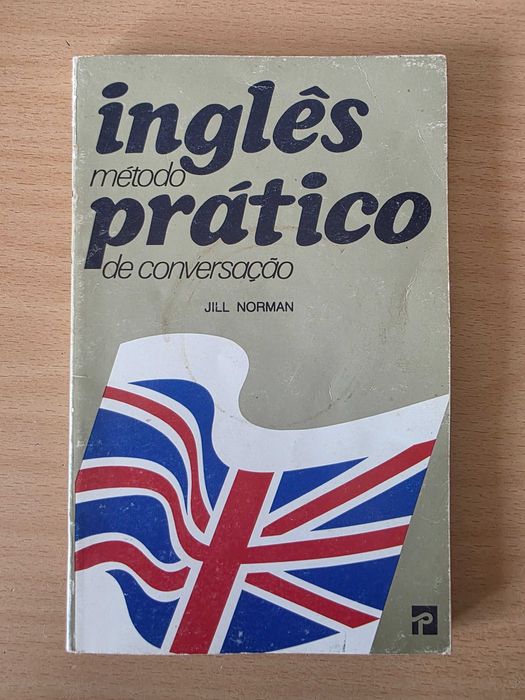 inglês
método
prático
de conversação
JILL NORMAN